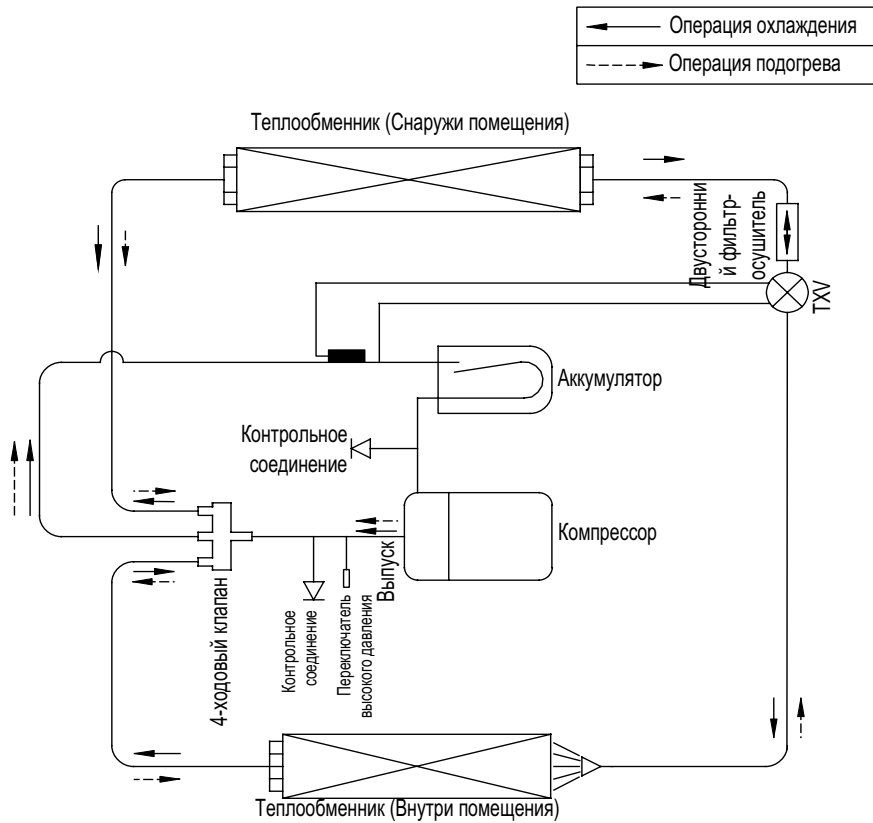 Операция охлаждения
Операция подогрева
Теплообменник (Снаружи помещения)
Двусторонни
й фильтр-
осушитель
TXV
Аккумулятор
Контрольное
соединение
Компрессор
Выпуск
4-ходовый клапан
Контрольное
соединение
Переключатель
высокого давления
Теплообменник (Внутри помещения)